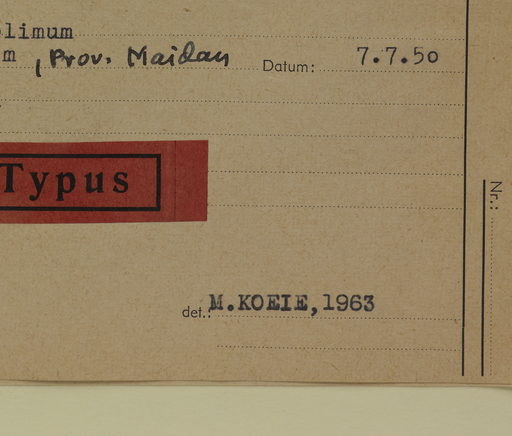 limum
m, Prov. Maidan Datum: 7.7.50
Typus
Nr.:
det.: M.KOEIE,1963